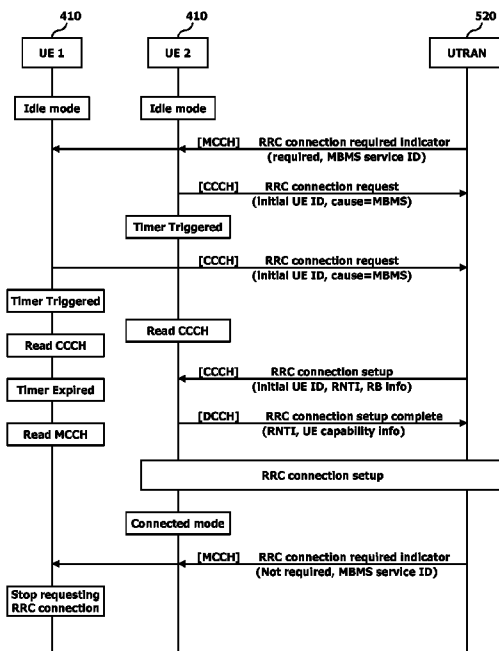 410
410
520
UE 1
UE 2
UTRAN
Idle mode
Idle mode
[MCCH] RRC connection required indicator
(required, MBMS service ID)
[CCCH] RRC connection request
(initial UE ID, cause=MBMS)
Timer Triggered
[CCCH] RRC connection request
(initial UE ID, cause=MBMS)
Timer Triggered
Read CCCH
Read CCCH
[CCCH] RRC connection setup
(initial UE ID, RNTI, RB info)
Timer Expired
[DCCH] RRC connection setup complete
(RNTI, UE capability info)
Read MCCH
RRC connection setup
Connected mode
[MCCH] RRC connection required indicator
(Not required, MBMS service ID)
Stop requesting
RRC connection